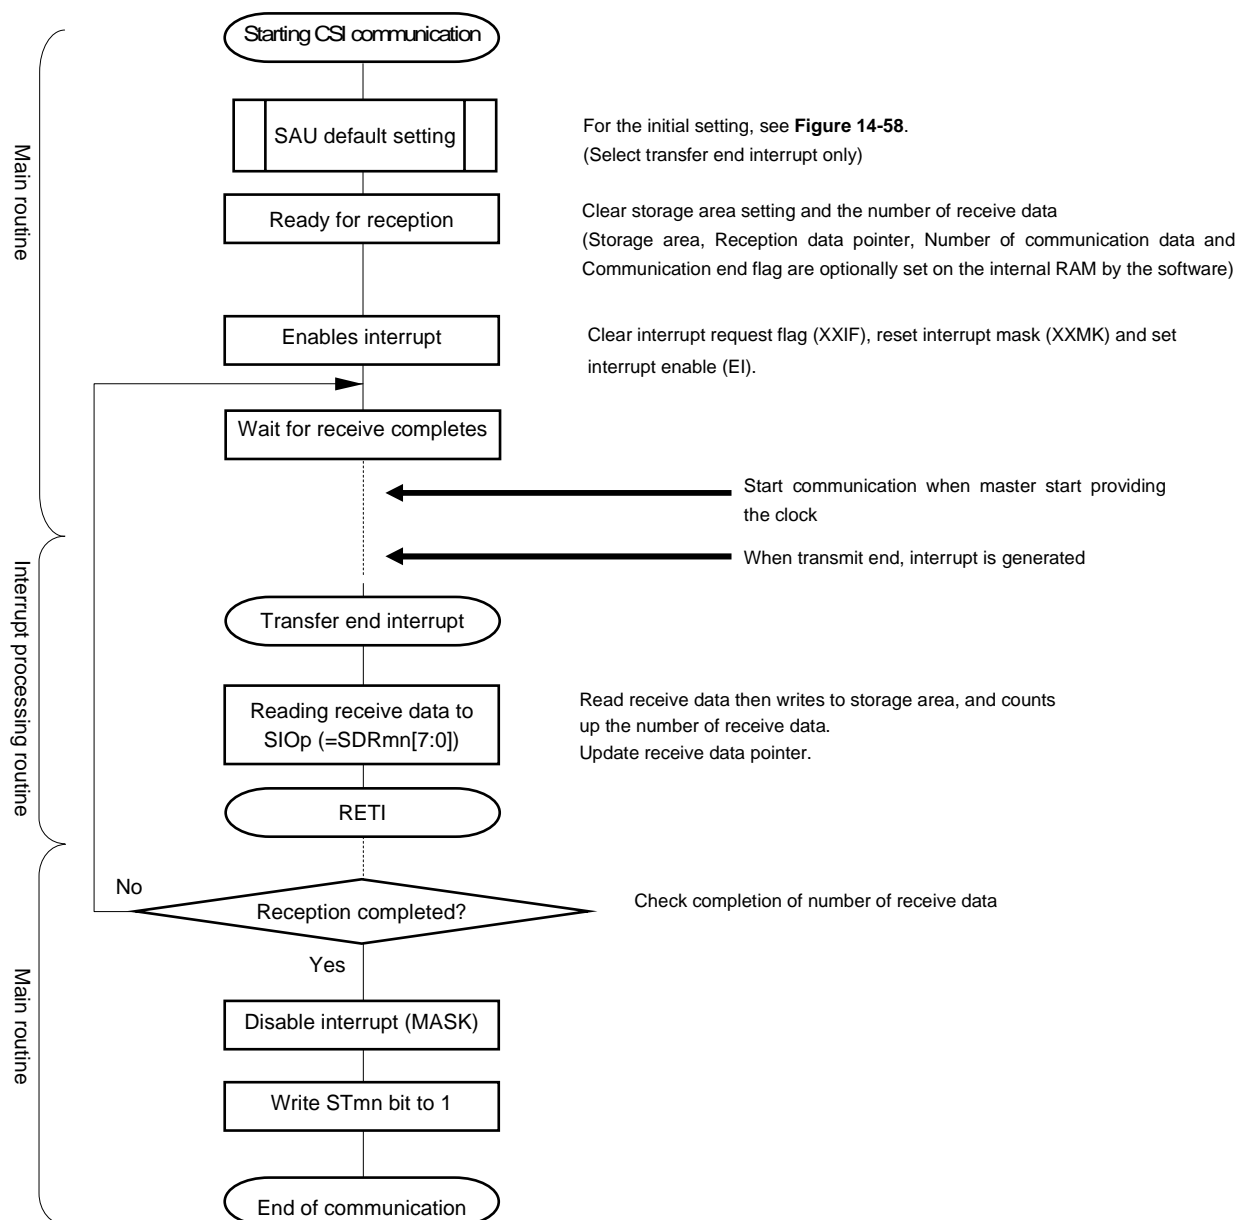 Starting CSI communication
SAU default setting
For the initial setting, see Figure 14-58.
(Select transfer end interrupt only)
Main routine
Ready for reception
Clear storage area setting and the number of receive data
(Storage area, Reception data pointer, Number of communication data and
Communication end flag are optionally set on the internal RAM by the software)
Enables interrupt
Clear interrupt request flag (XXIF), reset interrupt mask (XXMK) and set
interrupt enable (EI).
Wait for receive completes
Start communication when master start providing
the clock
When transmit end, interrupt is generated
Interrupt processing routine
Transfer end interrupt
Reading receive data to
SIOp (=SDRmn[7:0])
Read receive data then writes to storage area, and counts
up the number of receive data.
Update receive data pointer.
RETI
No
Reception completed?
Check completion of number of receive data
Yes
Main routine
Disable interrupt (MASK)
Write STmn bit to 1
End of communication